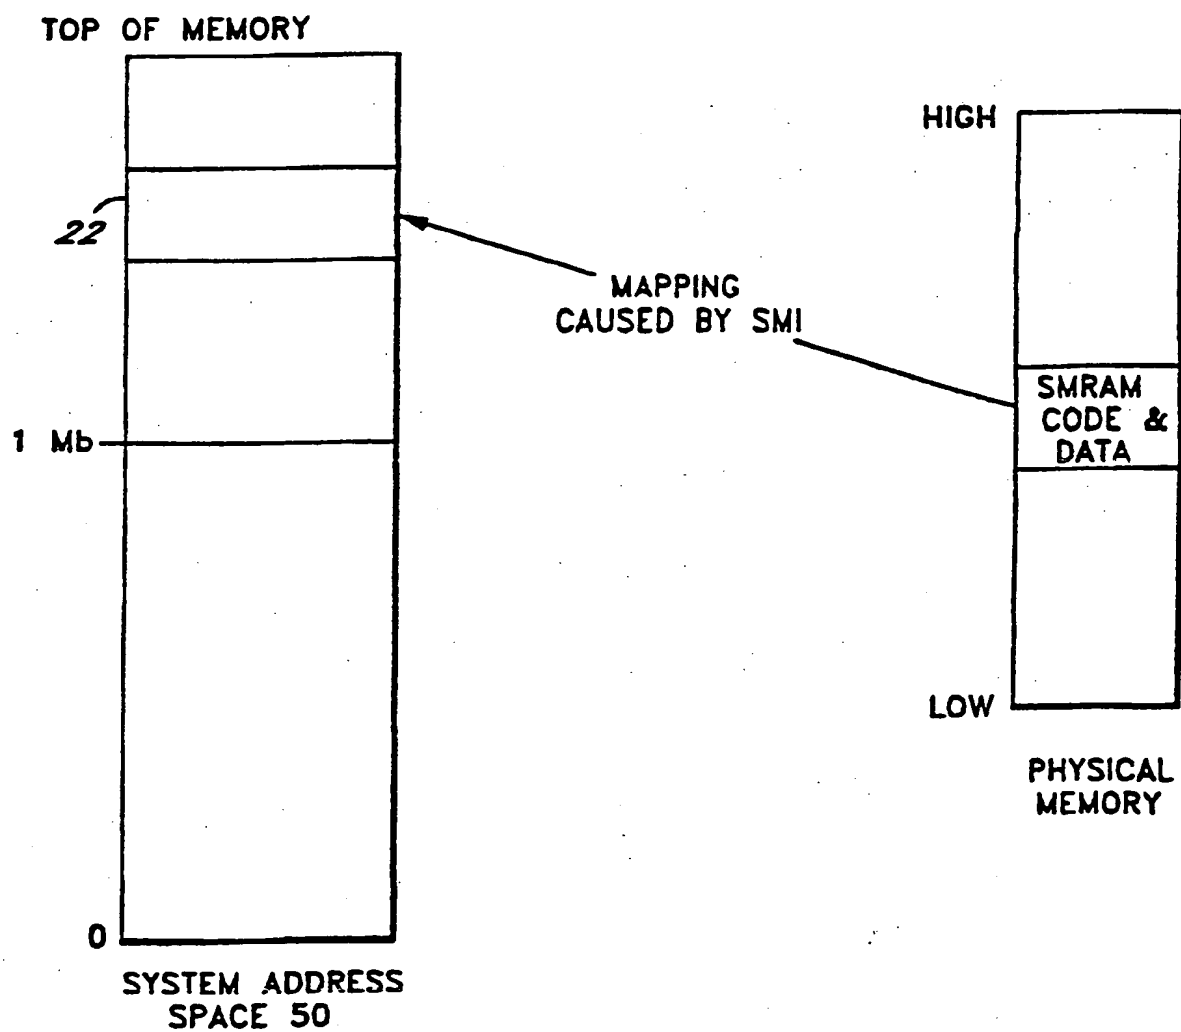 TOP OF MEMORY
22
1 Mb
0
SYSTEM ADDRESS
SPACE 50
MAPPING
CAUSED BY SMI
HIGH
SMRAM
CODE &
DATA
LOW
PHYSICAL
MEMORY